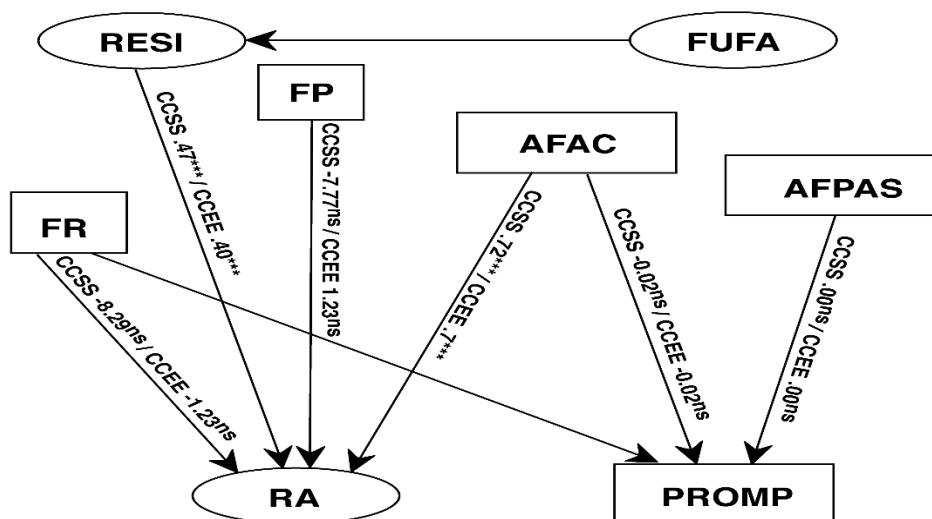 RESI
FUFA
FP
AFAC
AFPAS
FR
CCSS .47*** / CCEE .40***
CCSS -7.77ns / CCEE 1.23ns
CCSS .72*** / CCEE .7***
CCSS -0.02ns / CCEE -0.02ns
CCSS .00ns / CCEE .00ns
CCSS -8.29ns / CCEE -1.23ns
RA
PROMP